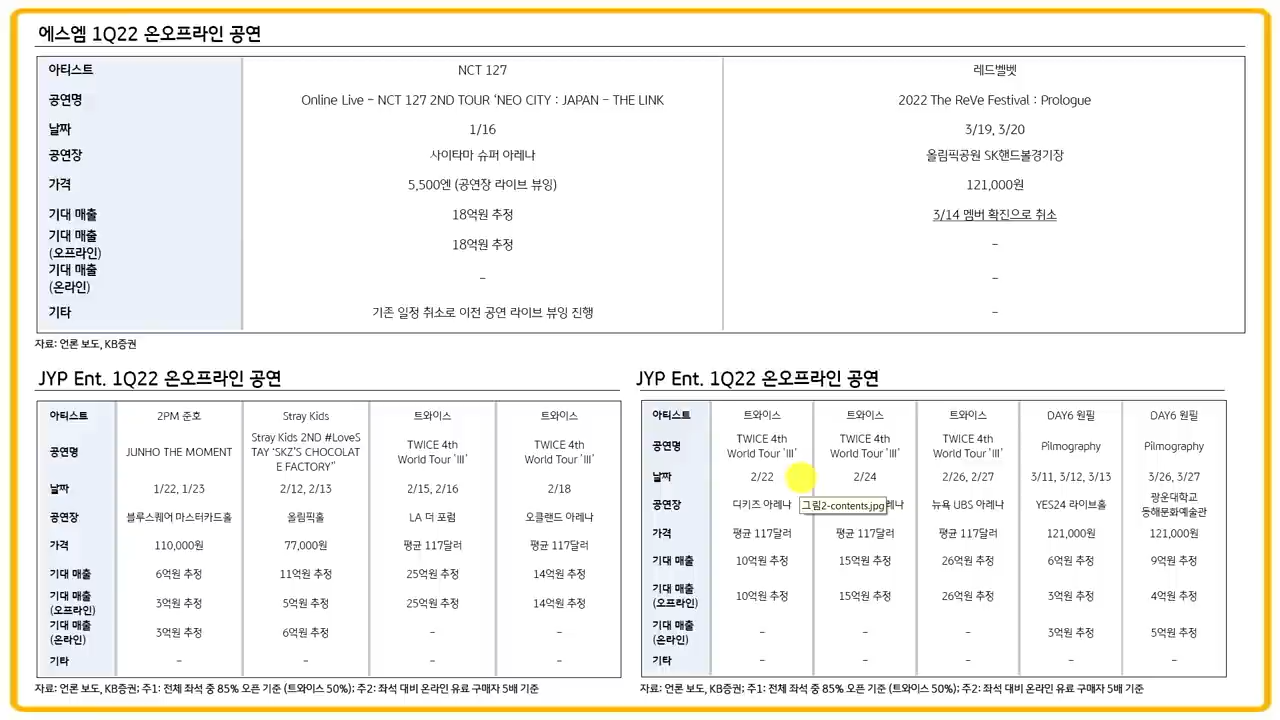 에스엠 1Q22 온오프라인 공연
아티스트 NCT 127 레드벨벳
공연명 Online Live – NCT 127 2ND TOUR ‘NEO CITY : JAPAN – THE LINK 2022 The ReVe Festival : Prologue
날짜 1/16 3/19, 3/20
공연장 사이타마 슈퍼 아레나 올림픽공원 SK핸드볼경기장
가격 5,500엔 (공연장 라이브 뷰잉) 121,000원
기대 매출 18억원 추정 3/14 멤버 확진으로 취소
기대 매출
(오프라인) 18억원 추정 –
기대 매출
(온라인) – –
기타 기존 일정 취소로 이전 공연 라이브 뷰잉 진행 –
자료: 언론 보도, KB증권
JYP Ent. 1Q22 온오프라인 공연
아티스트 2PM 준호 Stray Kids 트와이스 트와이스
공연명 JUNHO THE MOMENT Stray Kids 2ND #LoveS
TAY ‘SKZ’S CHOCOLAT
E FACTORY’’ TWICE 4th
World Tour ‘III’ TWICE 4th
World Tour ‘III’
날짜 1/22, 1/23 2/12, 2/13 2/15, 2/16 2/18
공연장 블루스퀘어 마스터카드홀 올림픽홀 LA 더 포럼 오클랜드 아레나
가격 110,000원 77,000원 평균 117달러 평균 117달러
기대 매출 6억원 추정 11억원 추정 25억원 추정 14억원 추정
기대 매출
(오프라인) 3억원 추정 5억원 추정 25억원 추정 14억원 추정
기대 매출
(온라인) 3억원 추정 6억원 추정 – –
기타 – – – –
자료: 언론 보도, KB증권; 주1: 전체 좌석 중 85% 오픈 기준 (트와이스 50%); 주2: 좌석 대비 온라인 유료 구매자 5배 기준
JYP Ent. 1Q22 온오프라인 공연
아티스트 트와이스 트와이스 트와이스 DAY6 원필 DAY6 원필
공연명 TWICE 4th
World Tour ‘III’ TWICE 4th
World Tour ‘III’ TWICE 4th
World Tour ‘III’ Pilmography Pilmography
날짜 2/22 2/24 2/26, 2/27 3/11, 3/12, 3/13 3/26, 3/27
공연장 디키즈 아레나 그림2-contents.jpg 레나 뉴욕 UBS 아레나 YES24 라이브홀 광운대학교
동해문화예술관
가격 평균 117달러 평균 117달러 평균 117달러 121,000원 121,000원
기대 매출 10억원 추정 15억원 추정 26억원 추정 6억원 추정 9억원 추정
기대 매출
(오프라인) 10억원 추정 15억원 추정 26억원 추정 3억원 추정 4억원 추정
기대 매출
(온라인) – – – 3억원 추정 5억원 추정
기타 – – – – –
자료: 언론 보도, KB증권; 주1: 전체 좌석 중 85% 오픈 기준 (트와이스 50%); 주2: 좌석 대비 온라인 유료 구매자 5배 기준